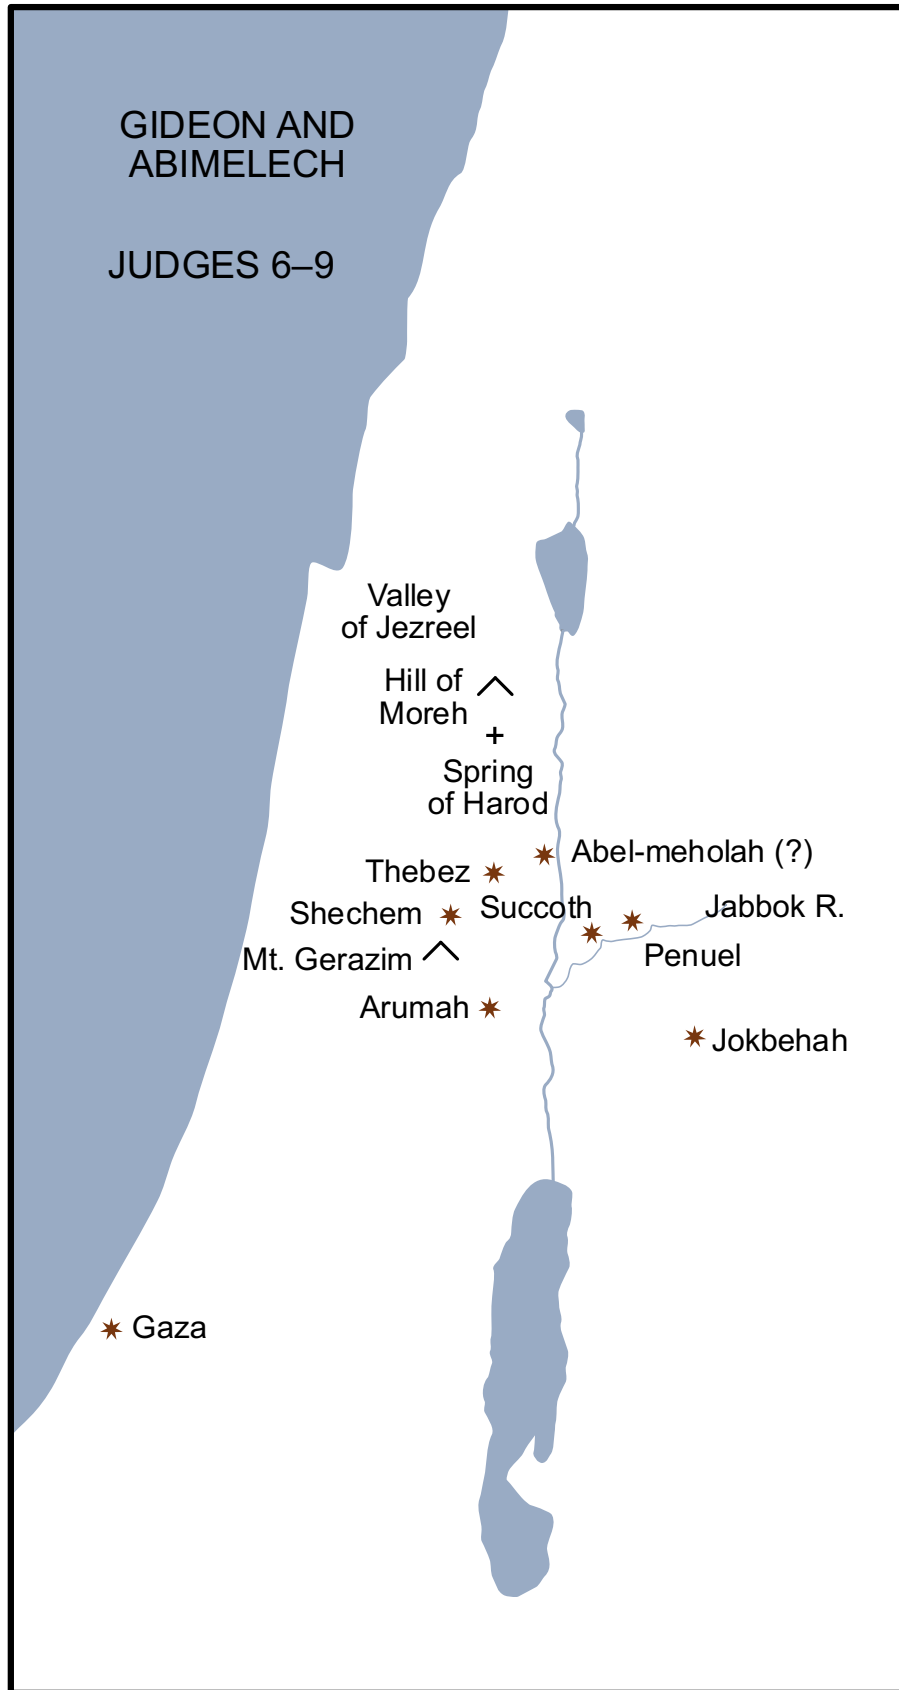 GIDEON AND
ABIMELECH
JUDGES 6–9
Valley
of Jezreel
Hill of
Moreh
Spring
of Harod
Abel-meholah (?)
Thebez
Succoth
Jabbok R.
Shechem
Penuel
Mt. Gerazim
Arumah
Jokbehah
Gaza